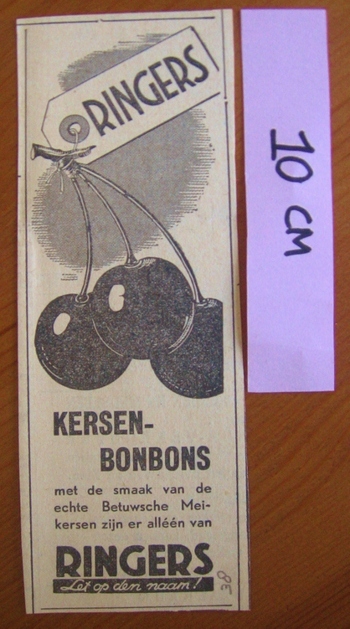 RINGERS
10 CM
KERSEN-
BONBONS
met de smaak van de
echte Betuwsche Mei-
kersen zijn er alléén van
RINGERS
Let op den naam!
38